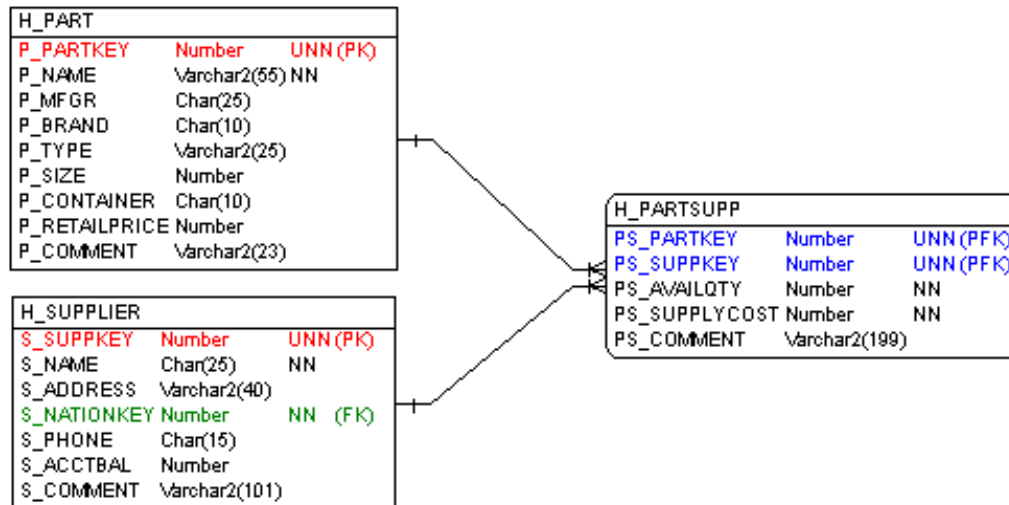 H_PART
P_PARTKEY Number UNN (PK)
P_NAME Varchar2(55) NN
P_MFGR Char(25)
P_BRAND Char(10)
P_TYPE Varchar2(25)
P_SIZE Number
P_CONTAINER Char(10)
P_RETAILPRICE Number
P_COMMENT Varchar2(23)
H_SUPPLIER
S_SUPPKEY Number UNN (PK)
S_NAME Char(25) NN
S_ADDRESS Varchar2(40)
S_NATIONKEY Number NN (FK)
S_PHONE Char(15)
S_ACCTBAL Number
S_COMMENT Varchar2(101)
H_PARTSUPP
PS_PARTKEY Number UNN (PFK)
PS_SUPPKEY Number UNN (PFK)
PS_AVAILQTY Number NN
PS_SUPPLYCOST Number NN
PS_COMMENT Varchar2(199)